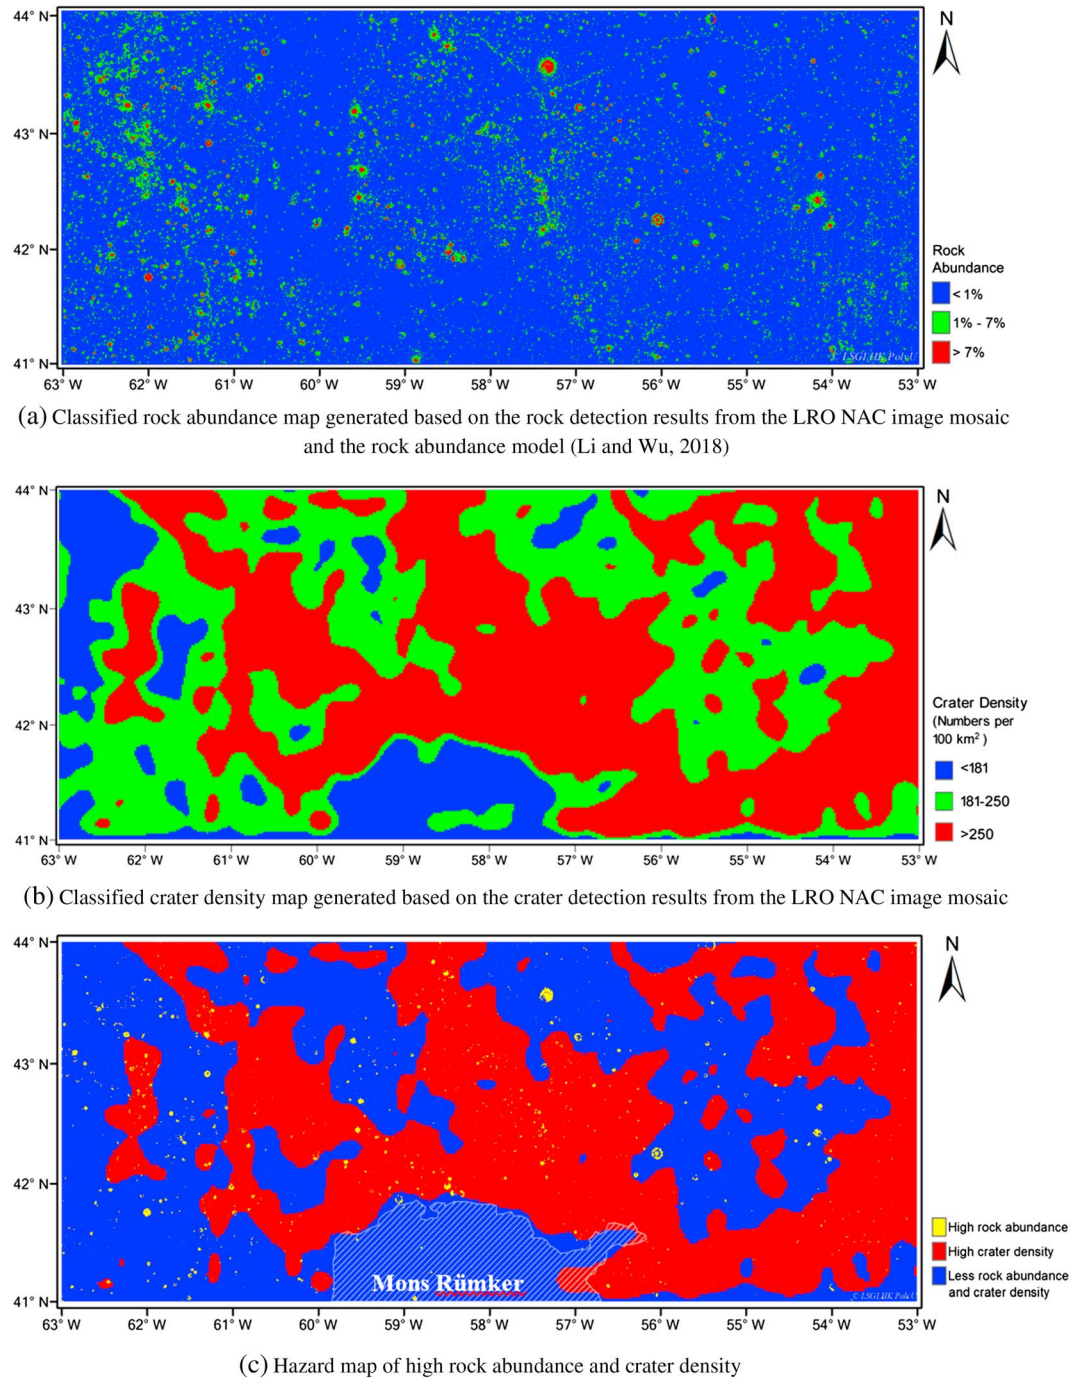 44° N
43° N
42° N
41° N
63° W 62° W 61° W 60° W 59° W 58° W 57° W 56° W 55° W 54° W 53° W
N
Rock
Abundance
< 1%
1% - 7%
> 7%
© LSGI HK PolyU
(a) Classified rock abundance map generated based on the rock detection results from the LRO NAC image mosaic
and the rock abundance model (Li and Wu, 2018)
44° N
43° N
42° N
41° N
63° W 62° W 61° W 60° W 59° W 58° W 57° W 56° W 55° W 54° W 53° W
N
Crater Density
(Numbers per
100 km² )
<181
181-250
>250
(b) Classified crater density map generated based on the crater detection results from the LRO NAC image mosaic
44° N
43° N
42° N
41° N
63° W 62° W 61° W 60° W 59° W 58° W 57° W 56° W 55° W 54° W 53° W
N
Mons Rümker
High rock abundance
High crater density
Less rock abundance
and crater density
© LSGI HK PolyU
(c) Hazard map of high rock abundance and crater density